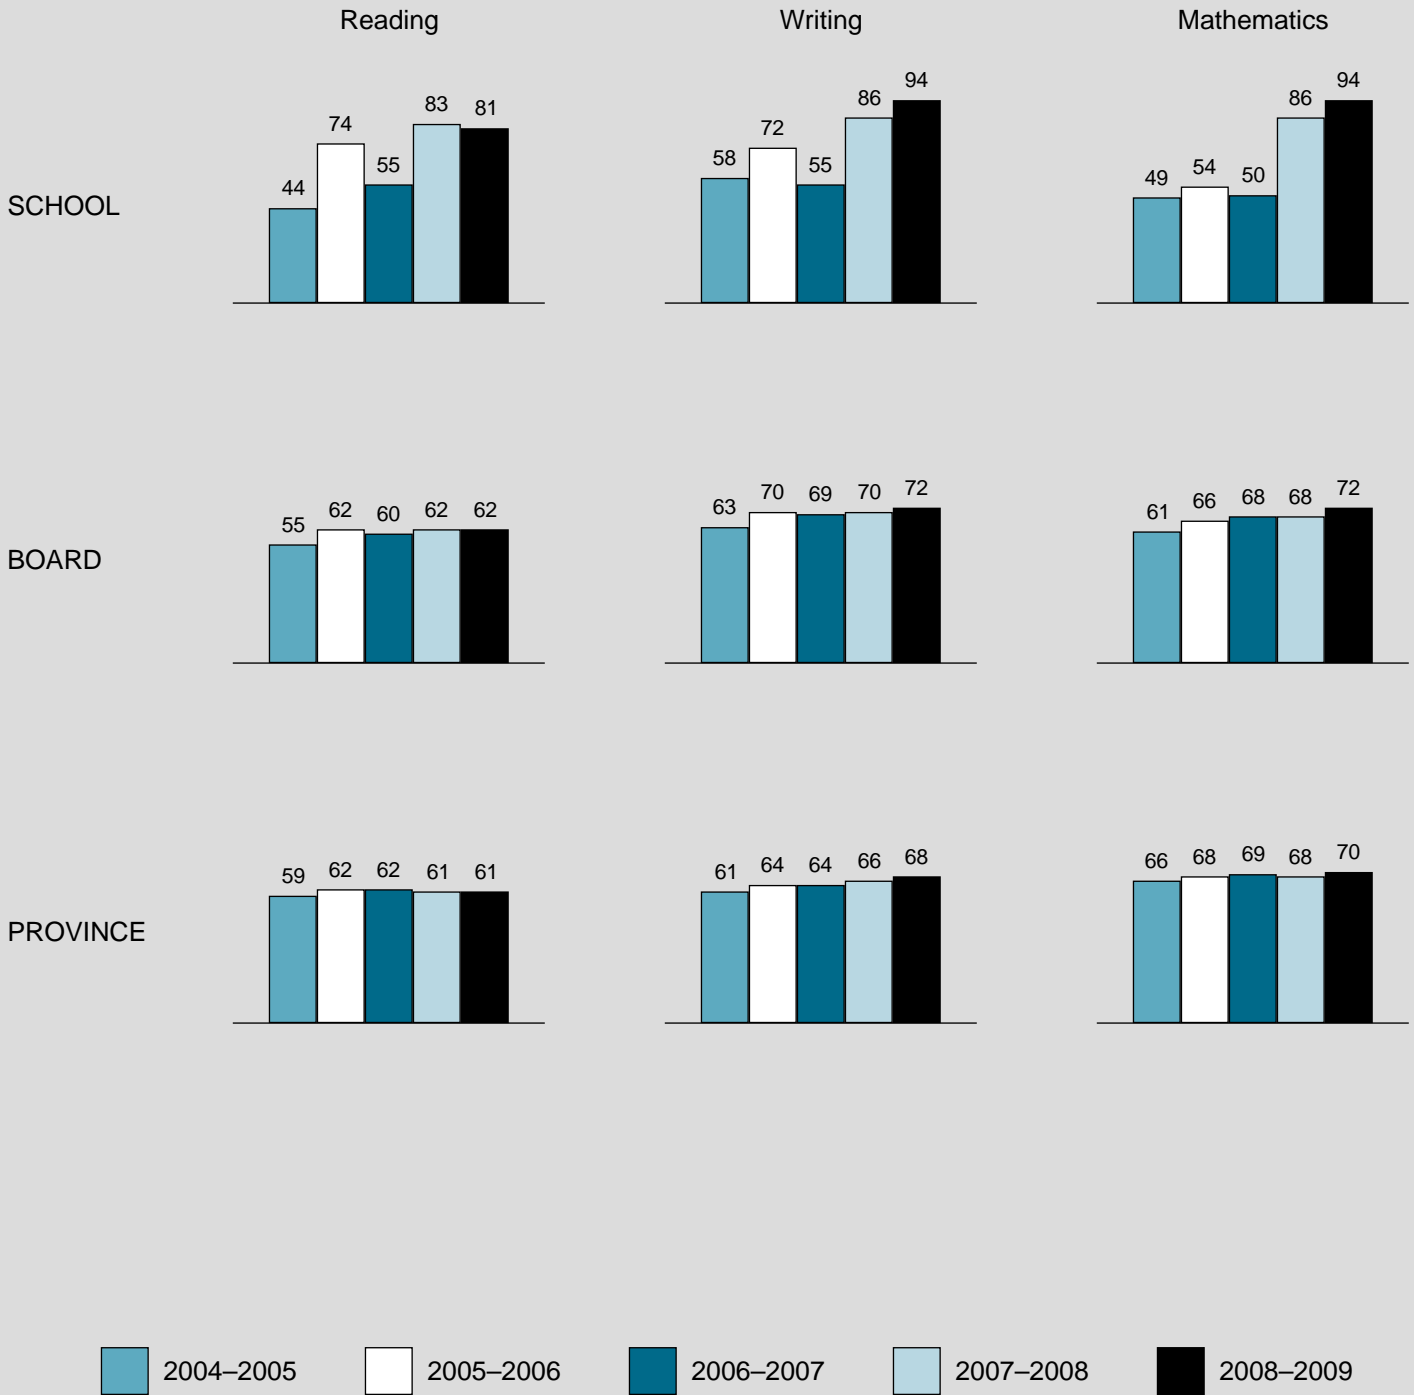 Reading Writing Mathematics
SCHOOL
44 74 55 83 81
58 72 55 86 94
49 54 50 86 94
BOARD
55 62 60 62 62
63 70 69 70 72
61 66 68 68 72
PROVINCE
59 62 62 61 61
61 64 64 66 68
66 68 69 68 70
2004–2005 2005–2006 2006–2007 2007–2008 2008–2009